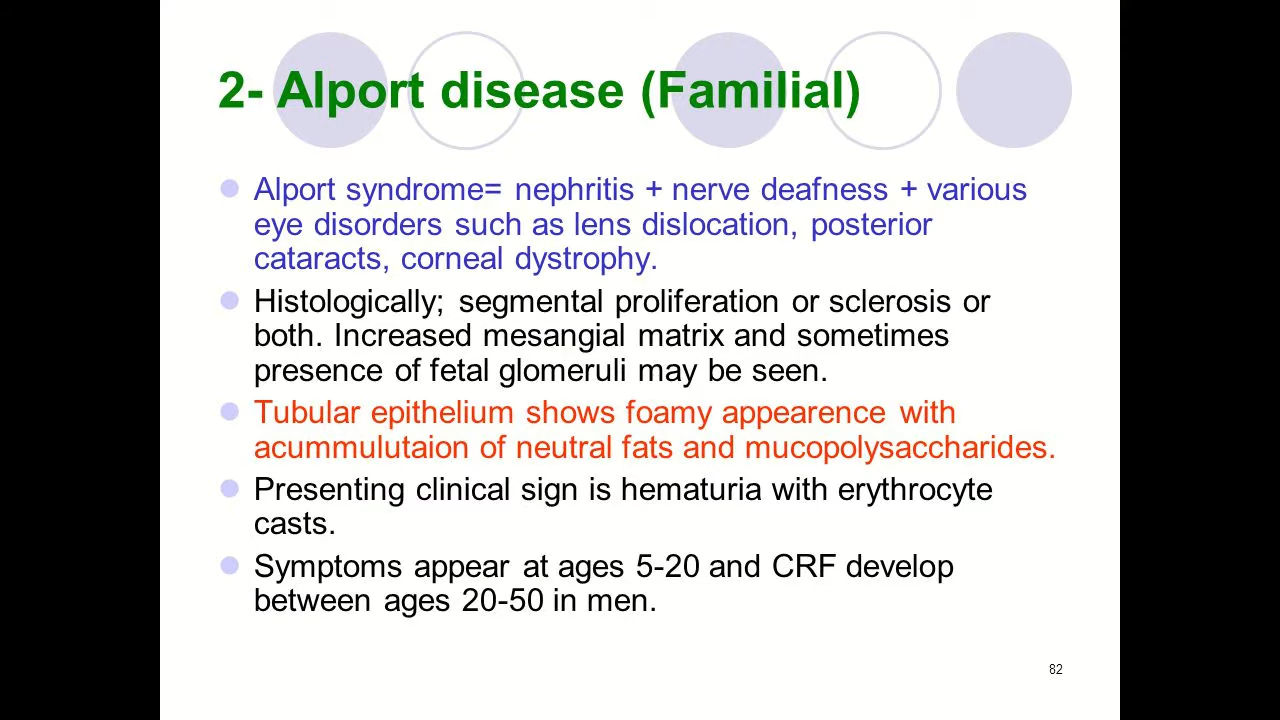 2- Alport disease (Familial)
Alport syndrome= nephritis + nerve deafness + various
eye disorders such as lens dislocation, posterior
cataracts, corneal dystrophy.
Histologically; segmental proliferation or sclerosis or
both. Increased mesangial matrix and sometimes
presence of fetal glomeruli may be seen.
Tubular epithelium shows foamy appearence with
acummulutaion of neutral fats and mucopolysaccharides.
Presenting clinical sign is hematuria with erythrocyte
casts.
Symptoms appear at ages 5-20 and CRF develop
between ages 20-50 in men.
82